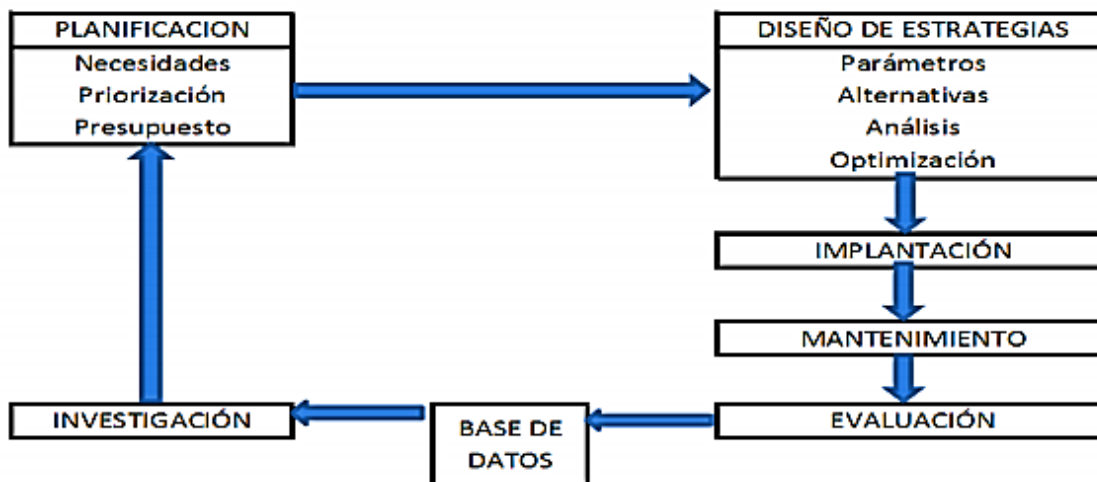 PLANIFICACION
Necesidades
Priorización
Presupuesto
DISEÑO DE ESTRATEGIAS
Parámetros
Alternativas
Análisis
Optimización
IMPLANTACIÓN
MANTENIMIENTO
EVALUACIÓN
BASE DE
DATOS
INVESTIGACIÓN